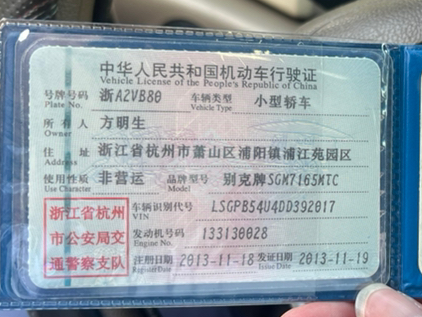 中华人民共和国机动车行驶证
Vehicle License of the People's Republic of China
号牌号码 浙A2VB80 车辆类型 小型轿车
Plate No. Vehicle Type
所有人 方明生
Owner
住址 浙江省杭州市萧山区浦阳镇浦江苑园区
Address
使用性质 非营运 品牌型号 别克牌SGM7165MTC
Use Character Model
浙江省杭州
市公安局交
通警察支队
车辆识别代号 LSGPB54U4DD392017
VIN
发动机号码 133130028
Engine No.
注册日期 2013-11-18 发证日期 2013-11-19
Register Date Issue Date